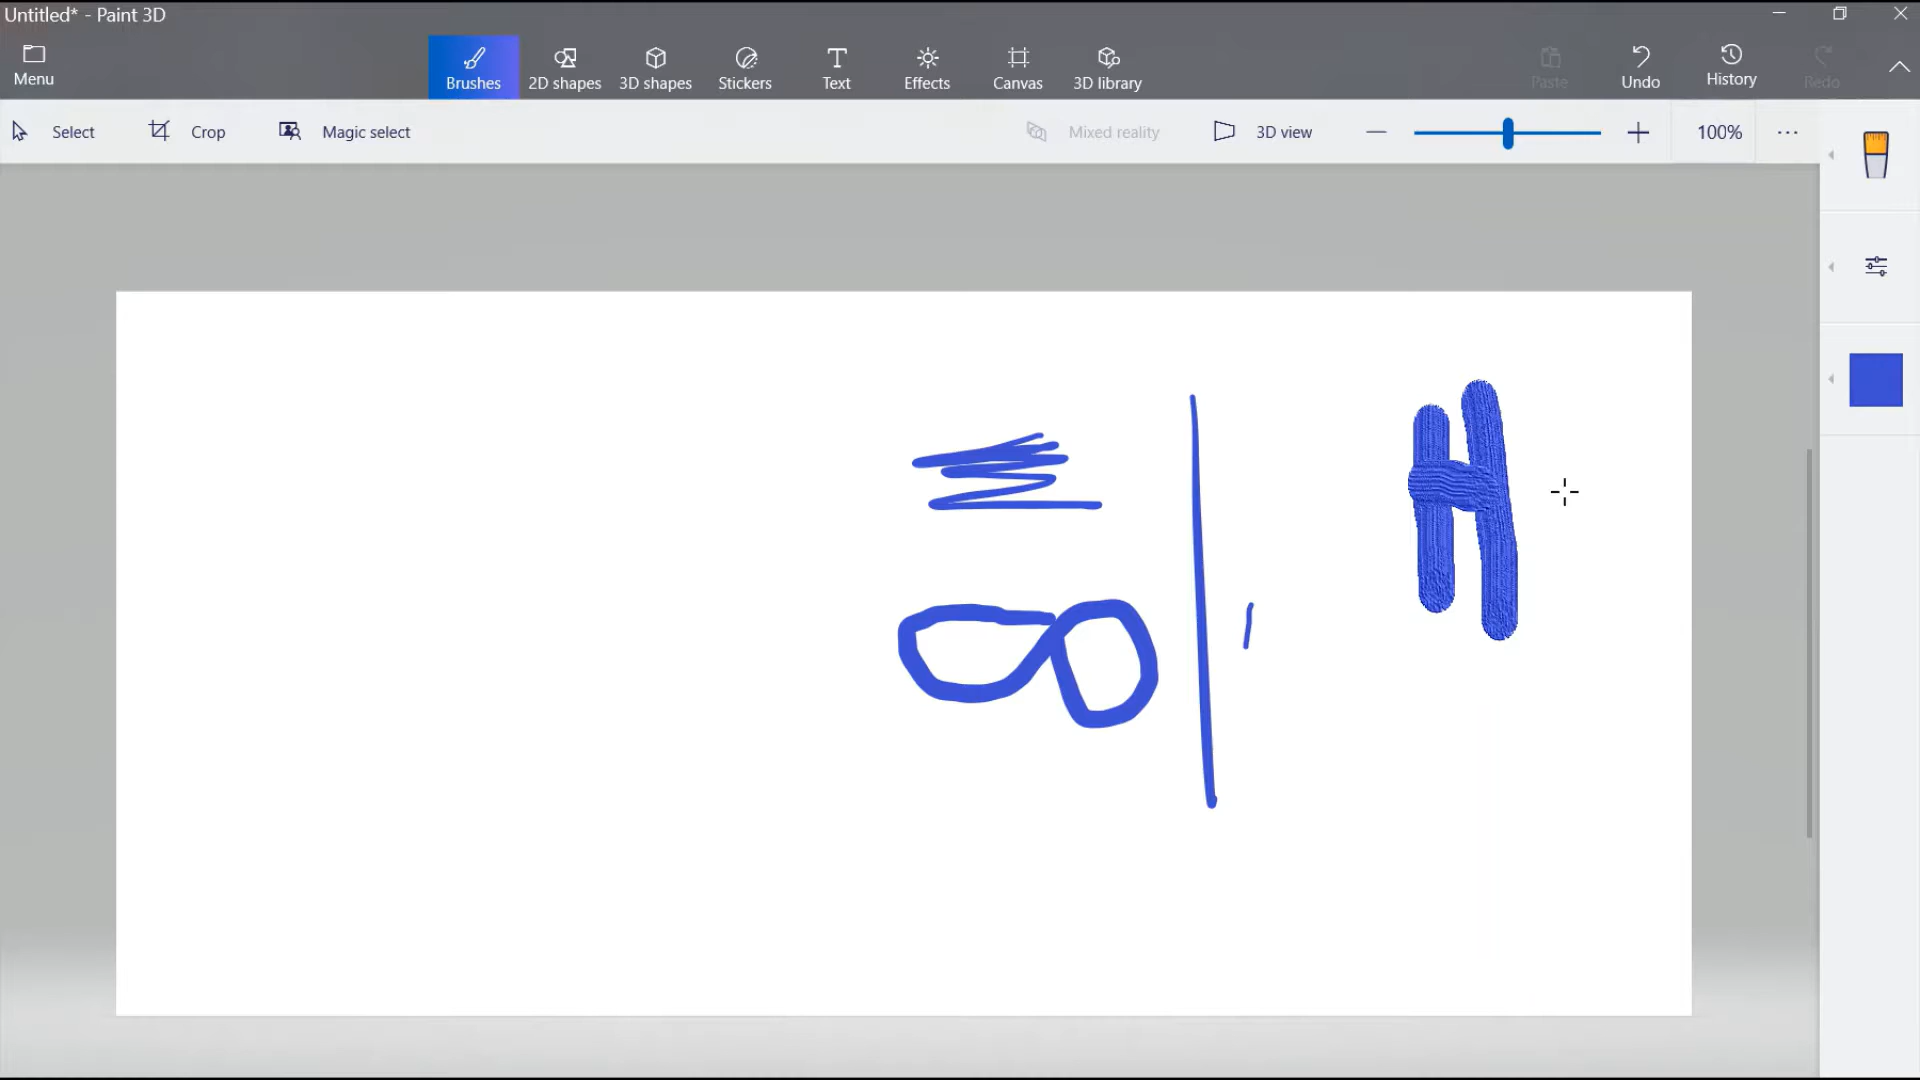 Untitled* - Paint 3D
Menu
Brushes
2D shapes
3D shapes
Stickers
Text
Effects
Canvas
3D library
Paste
Undo
History
Redo
Select
Crop
Magic select
Mixed reality
3D view
100%
H